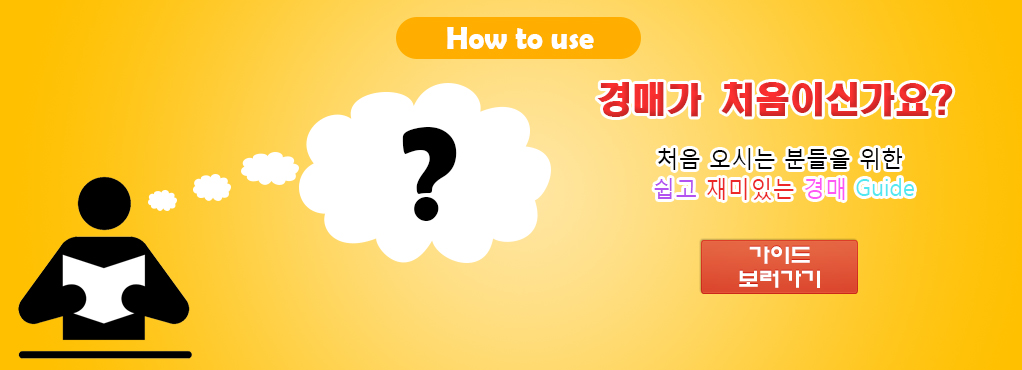 How to use
경매가 처음이신가요?
?
처음 오시는 분들을 위한
쉽고 재미있는 경매 Guide
가이드
보러가기